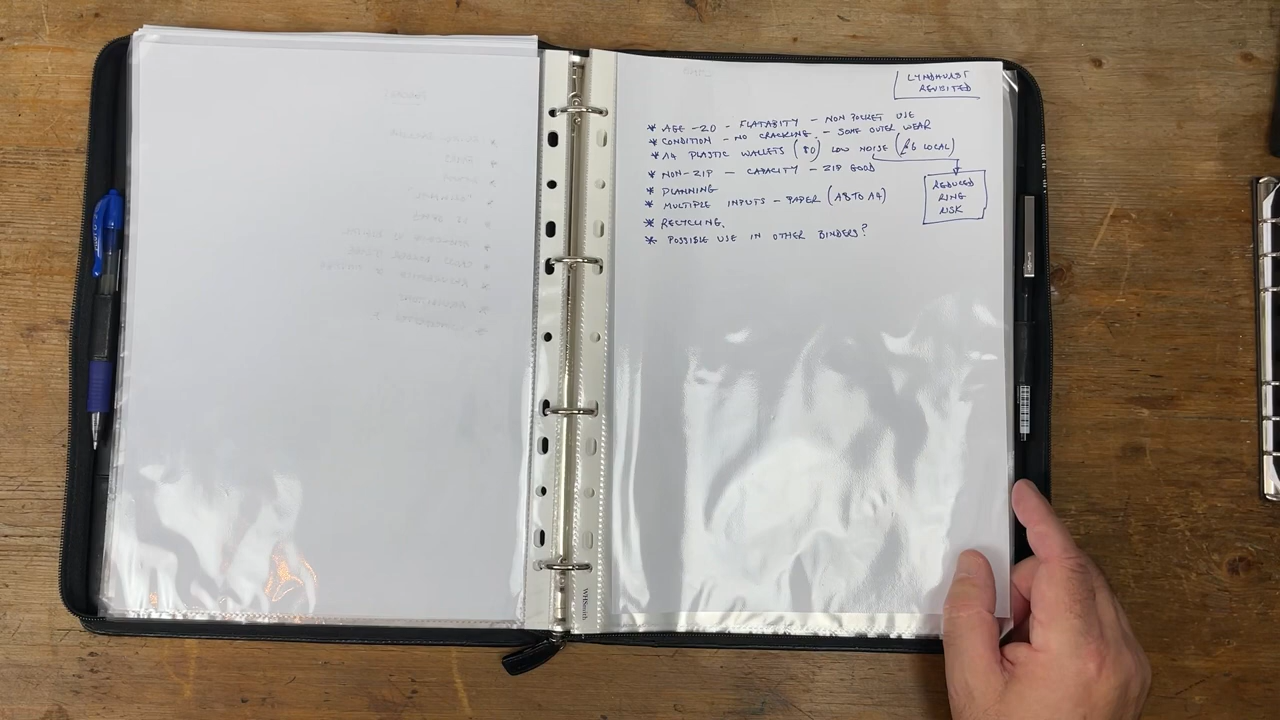 LYNDHURST
REVISITED
* AGE -20 - FLATABITY - NON POCKET USE
* CONDITION - NO CRACKING - SOME OUTER WEAR
* A4 PLASTIC WALLETS (80) LOW NOISE (£6 LOCAL)
* NON-ZIP - CAPACITY - ZIP GOOD
* PLANNING
* MULTIPLE INPUTS - PAPER (A8 TO A4)
* RECYCLING.
* POSSIBLE USE IN OTHER BINDERS?
REDUCED
RING
RISK
WHSmith